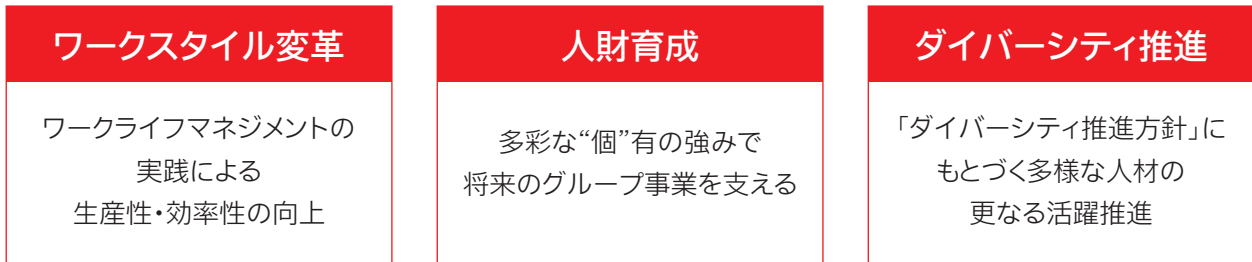 ワークスタイル変革
ワークライフマネジメントの
実践による
生産性・効率性の向上
人財育成
多彩な“個”有の強みで
将来のグループ事業を支える
ダイバーシティ推進
「ダイバーシティ推進方針」に
もとづく多様な人材の
更なる活躍推進